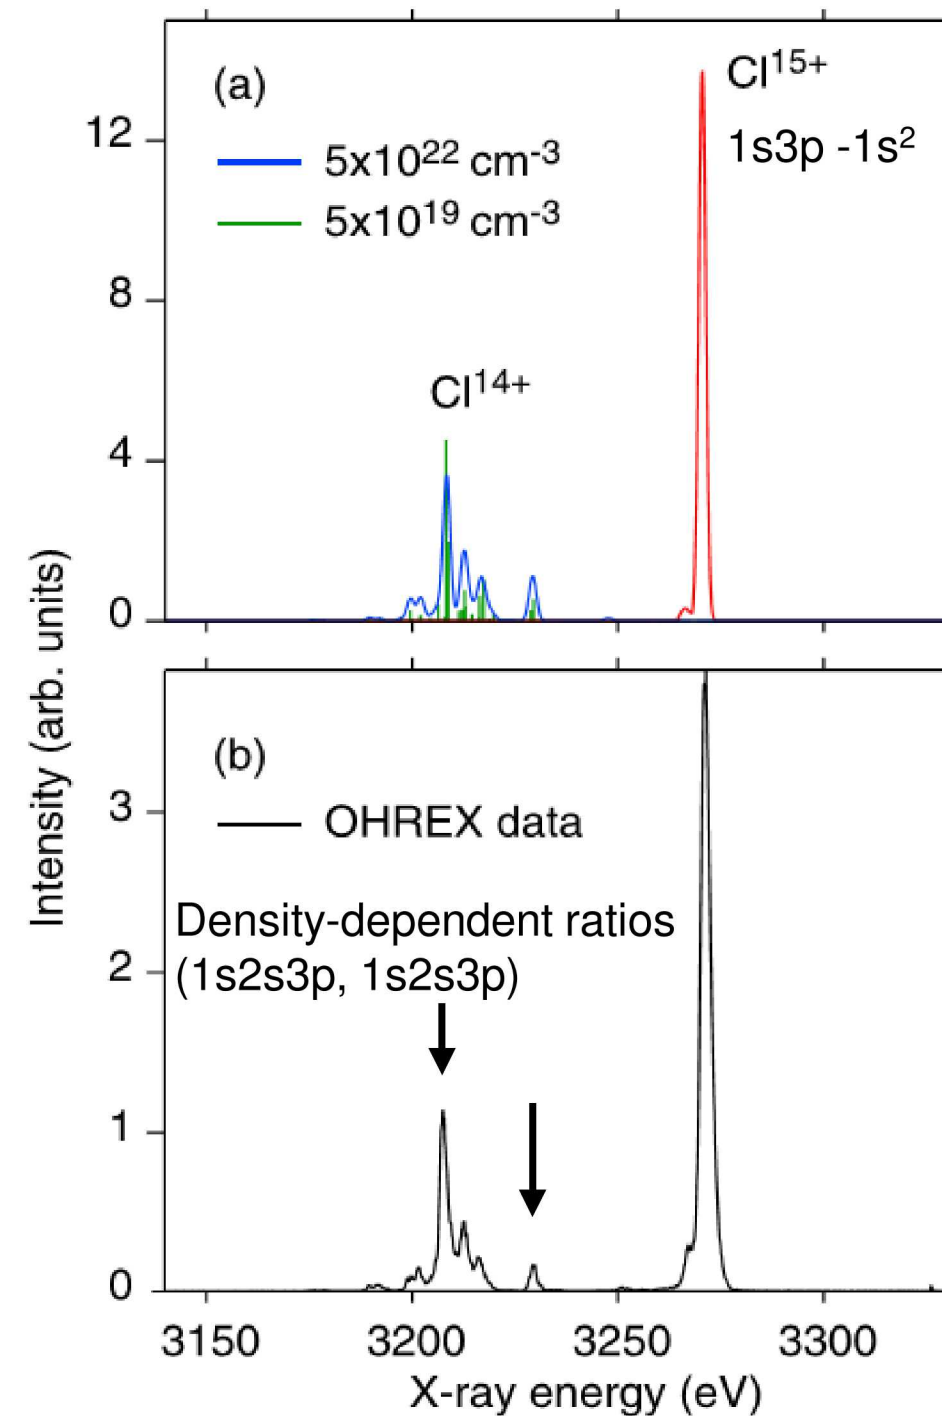 (a)
Cl15+
1s3p -1s2
5x1022 cm-3
5x1019 cm-3
Cl14+
12
8
4
0
Intensity (arb. units)
(b)
OHREX data
Density-dependent ratios
(1s2s3p, 1s2s3p)
3
2
1
0
3150 3200 3250 3300
X-ray energy (eV)